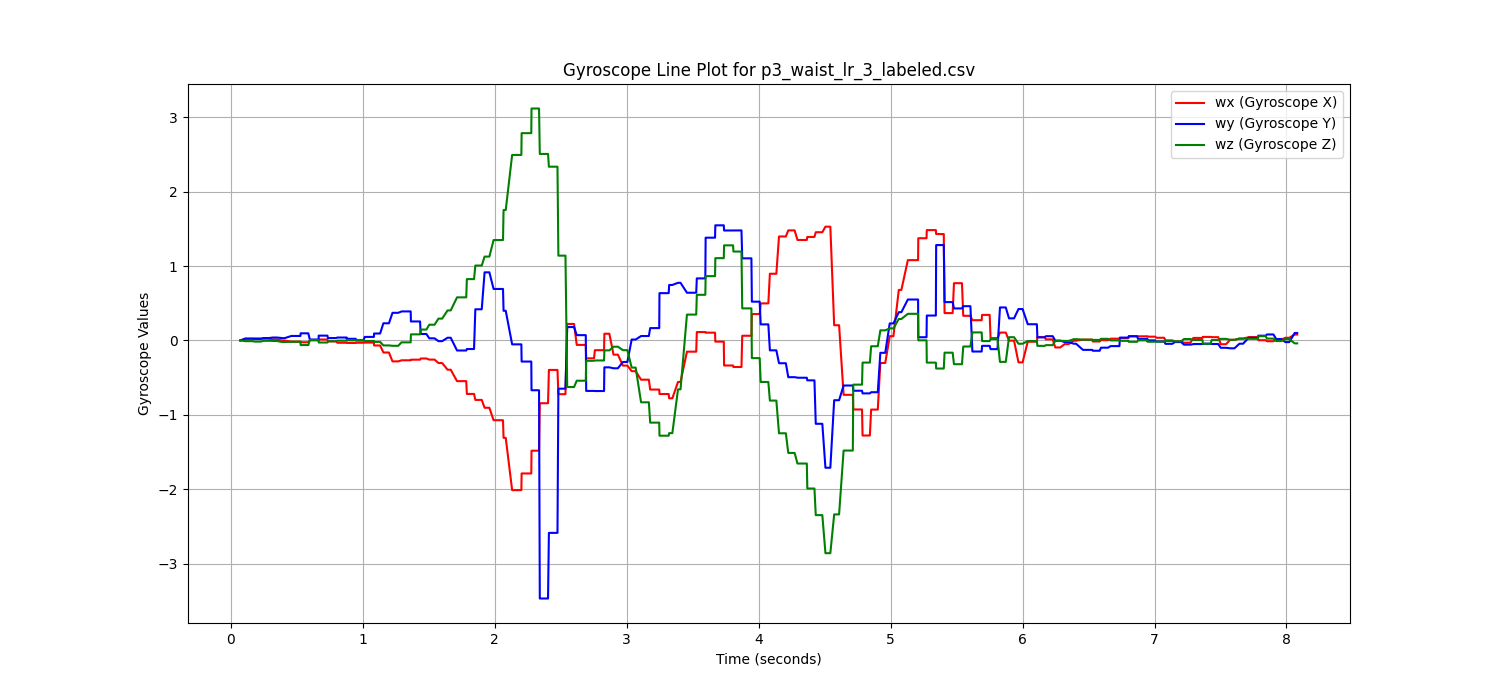 Gyroscope Line Plot for p3_waist_lr_3_labeled.csv
wx (Gyroscope X)
wy (Gyroscope Y)
wz (Gyroscope Z)
Gyroscope Values
3
2
1
0
−1
−2
−3
0 1 2 3 4 5 6 7 8
Time (seconds)